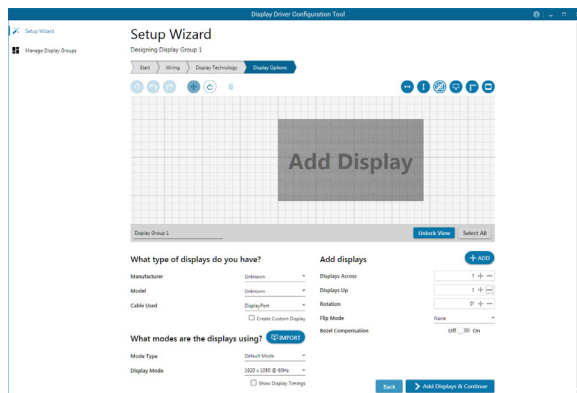 Display Driver Configuration Tool
Setup Wizard
Manage Display Groups
Setup Wizard
Designing Display Group 1
Start
Wiring
Display Technology
Display Options
Add Display
Display Group 1
Unlock View
Select All
What type of displays do you have?
Manufacturer
Unknown
Model
Unknown
Cable Used
DisplayPort
Create Custom Display
What modes are the displays using?
IMPORT
Mode Type
Default Mode
Display Mode
1920 x 1080 @ 60Hz
Show Display Timings
Add displays
+ ADD
Displays Across
1 + −
Displays Up
1 + −
Rotation
0° + −
Flip Mode
None
Bezel Compensation
Off
On
Back
Add Displays & Continue